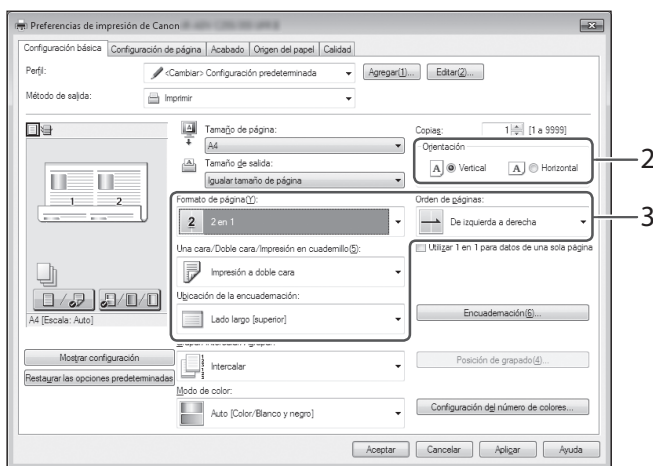 Preferencias de impresión de Canon
Configuración básica Configuración de página Acabado Origen del papel Calidad
Perfil:
<Cambiar> Configuración predeterminada
Agregar(1)... Editar(2)...
Método de salida:
Imprimir
Tamaño de página:
A4
Copias: 1 [1 a 9999]
Orientación
A Vertical A Horizontal
2
Tamaño de salida:
Igualar tamaño de página
1 2
Formato de página(Y):
2 2 en 1
Orden de páginas:
De izquierda a derecha
3
Una cara/Doble cara/Impresión en cuadernillo(5):
Impresión a doble cara
Utilizar 1 en 1 para datos de una sola página
Ubicación de la encuadernación:
Lado largo [superior]
Encuadernación(6)...
A4 [Escala: Auto]
Mostrar configuración
Intercalar
Posición de grapado(4)...
Restaurar las opciones predeterminadas
Modo de color:
Auto [Color/Blanco y negro]
Configuración del número de colores...
Aceptar Cancelar Aplicar Ayuda